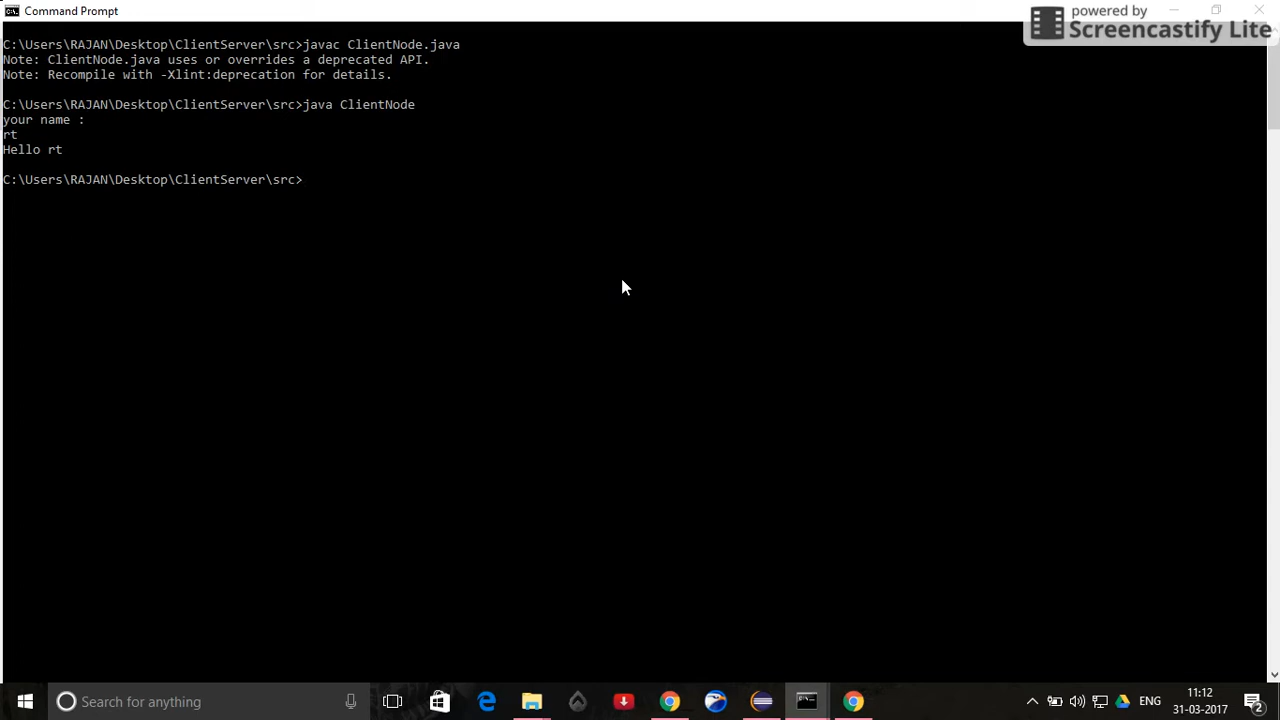 Command Prompt
powered by
Screencastify Lite
C:\Users\RAJAN\Desktop\ClientServer\src>javac ClientNode.java
Note: ClientNode.java uses or overrides a deprecated API.
Note: Recompile with -Xlint:deprecation for details.
C:\Users\RAJAN\Desktop\ClientServer\src>java ClientNode
your name :
rt
Hello rt
C:\Users\RAJAN\Desktop\ClientServer\src>
Search for anything
ENG
11:12
31-03-2017
2